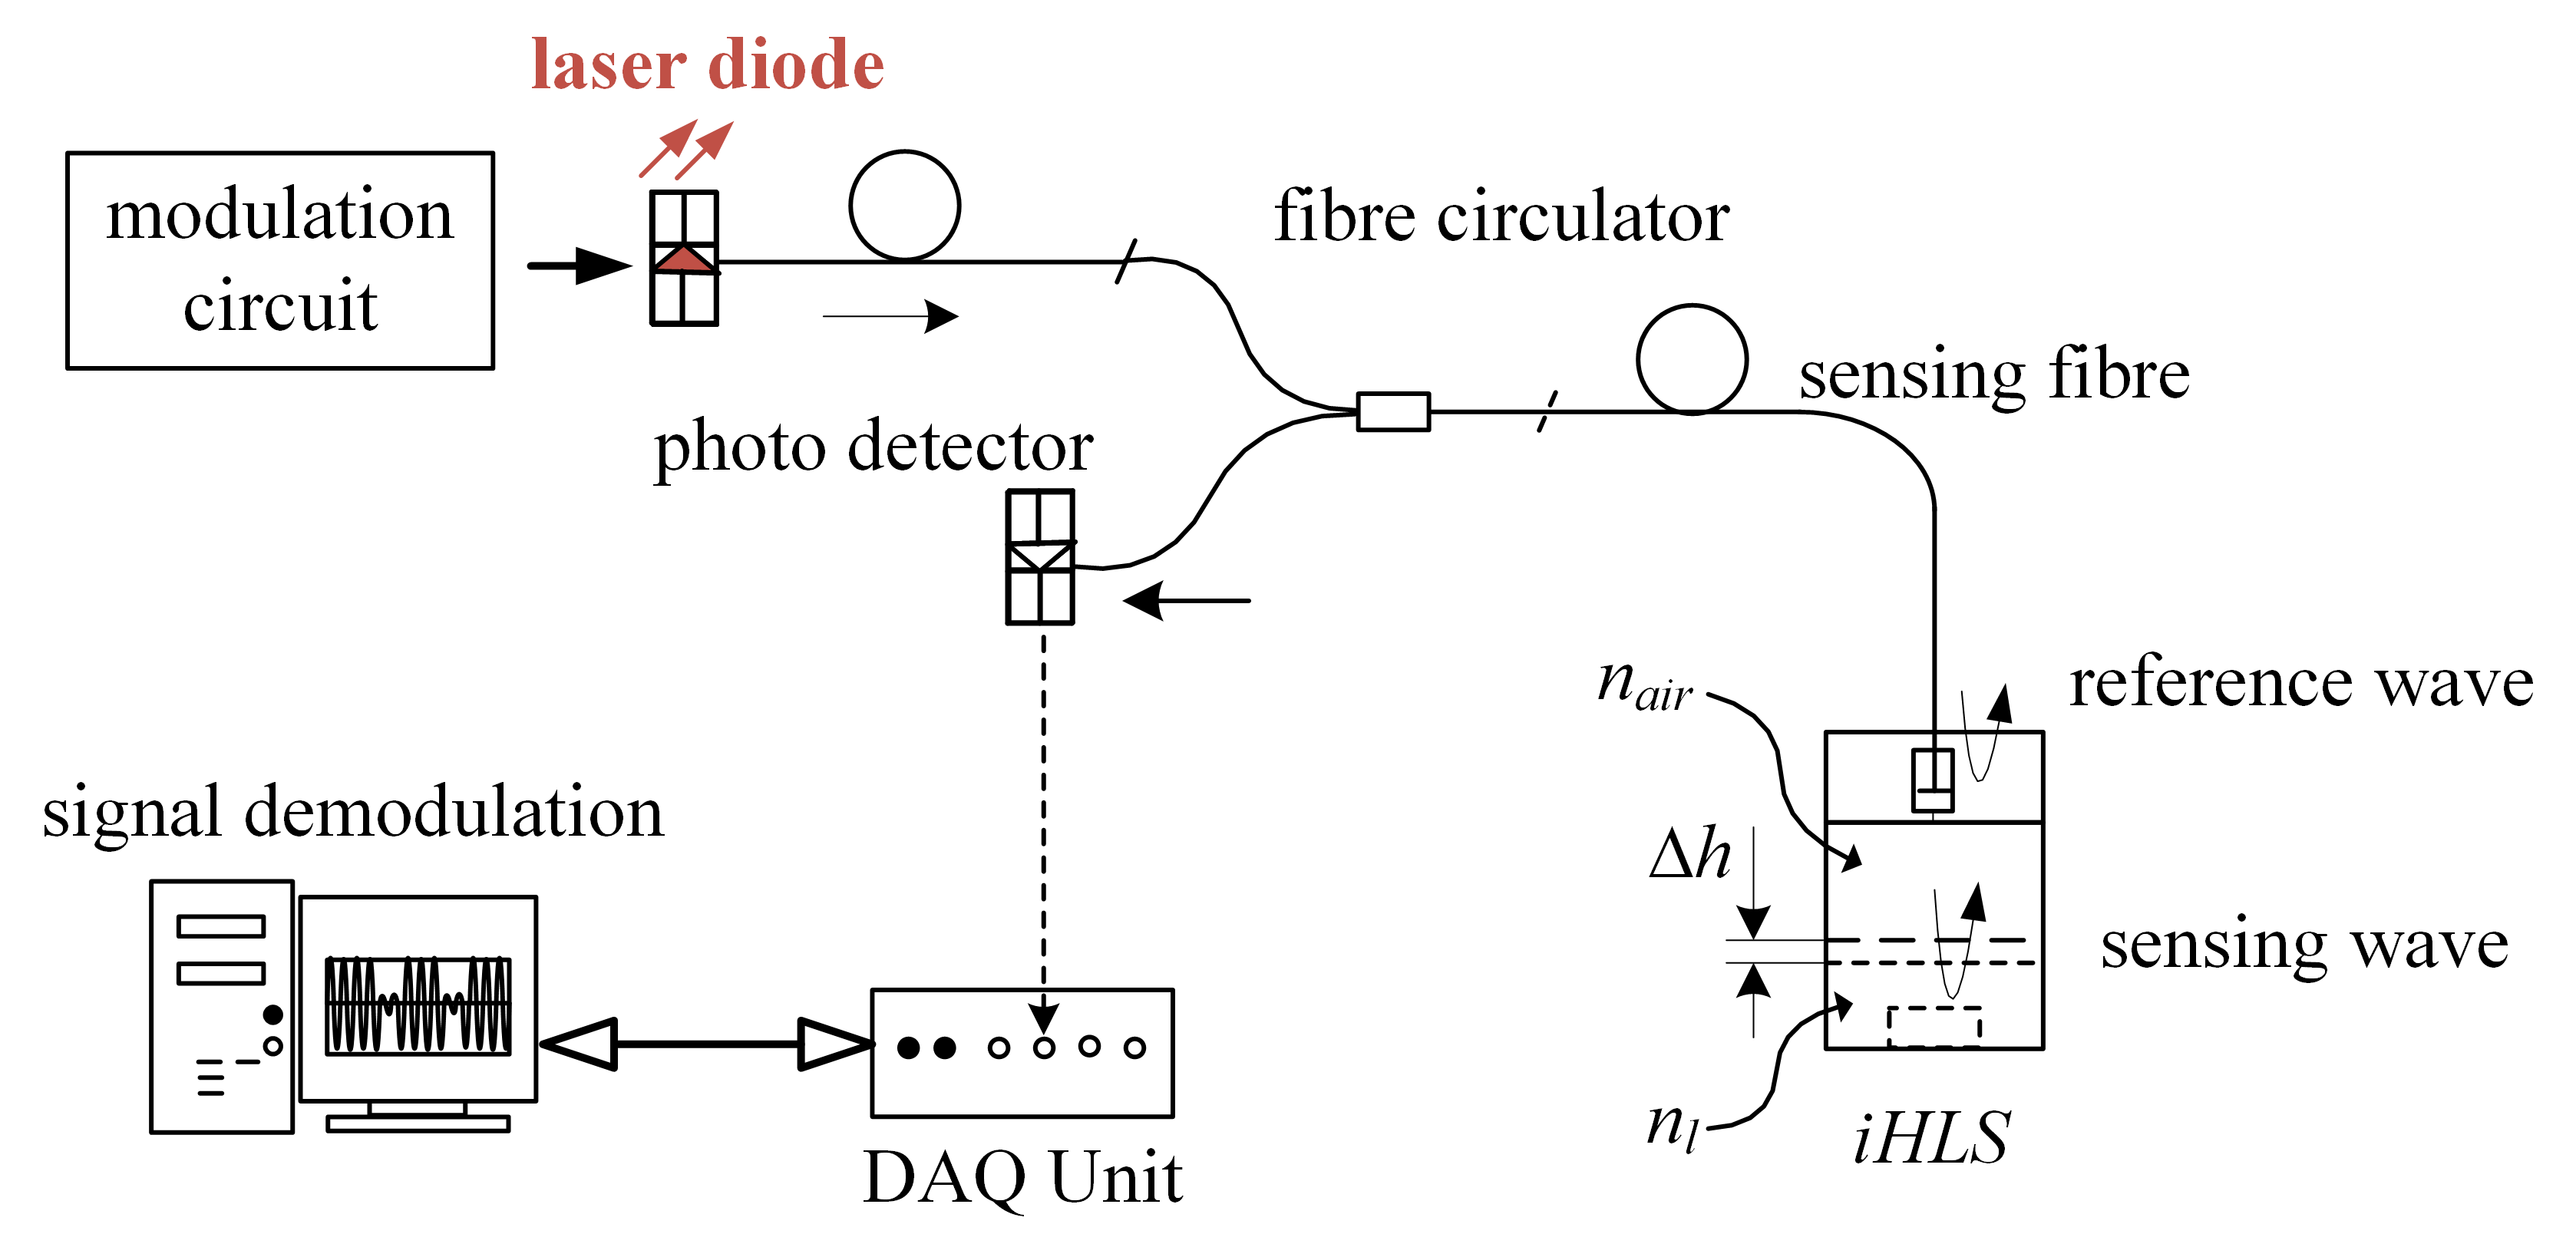 laser diode
modulation
circuit
fibre circulator
sensing fibre
photo detector
n_air
reference wave
signal demodulation
Δh
sensing wave
n_l
iHLS
DAQ Unit